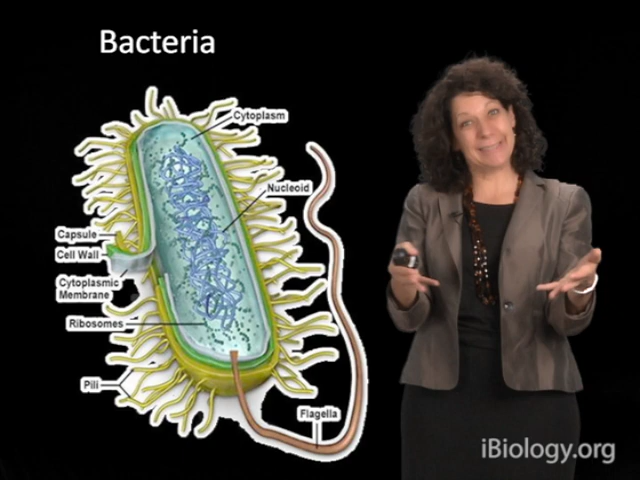 Bacteria
Cytoplasm
Nucleoid
Capsule
Cell Wall
Cytoplasmic
Membrane
Ribosomes
Pili
Flagella
iBiology.org